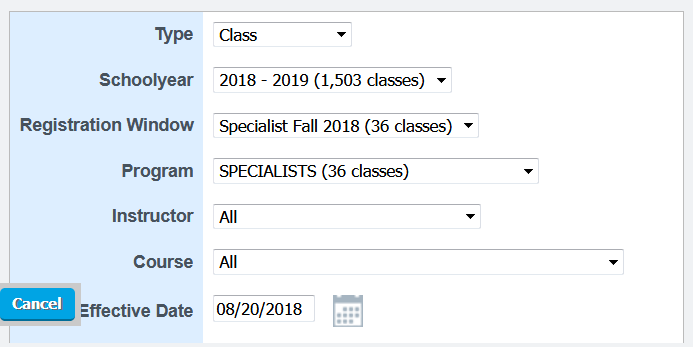 Type Class
Schoolyear 2018 - 2019 (1,503 classes)
Registration Window Specialist Fall 2018 (36 classes)
Program SPECIALISTS (36 classes)
Instructor All
Course All
Cancel Effective Date 08/20/2018